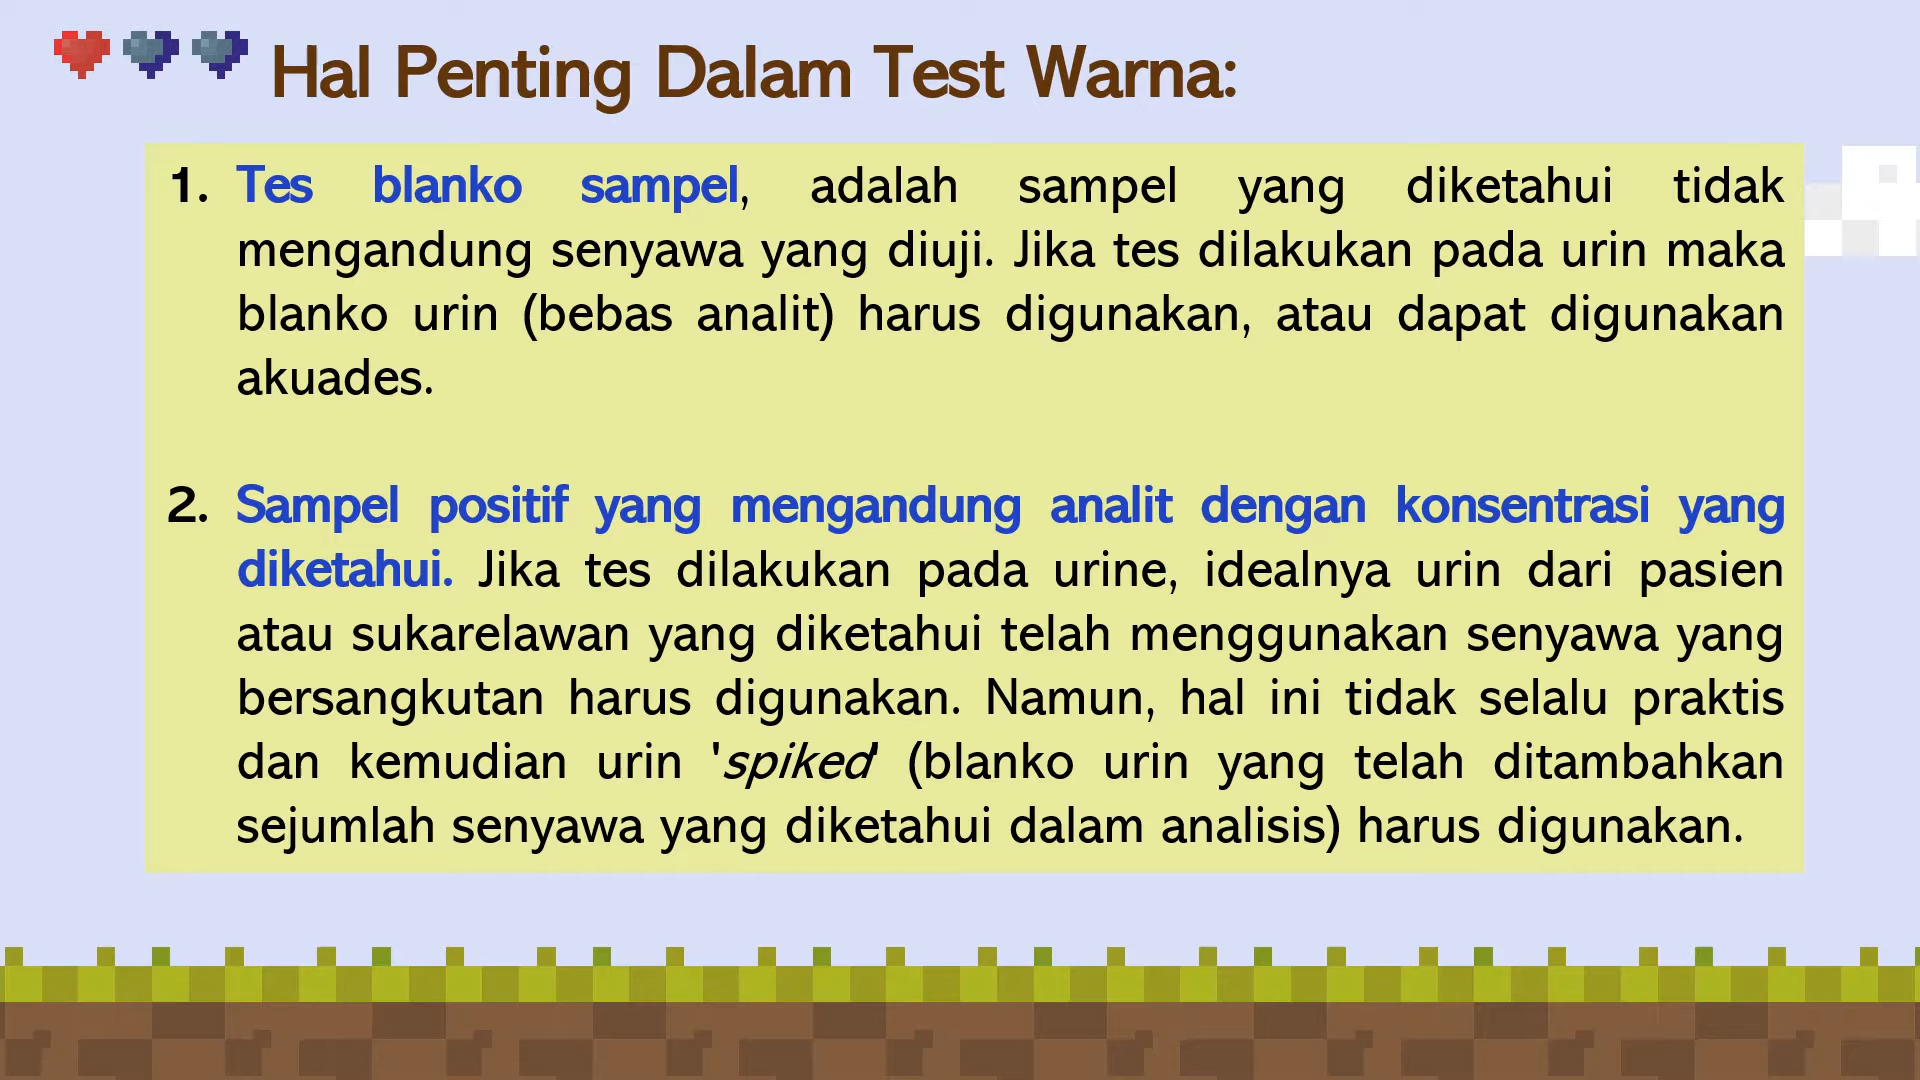 Hal Penting Dalam Test Warna:
1. Tes blanko sampel, adalah sampel yang diketahui tidak
mengandung senyawa yang diuji. Jika tes dilakukan pada urin maka
blanko urin (bebas analit) harus digunakan, atau dapat digunakan
akuades.
2. Sampel positif yang mengandung analit dengan konsentrasi yang
diketahui. Jika tes dilakukan pada urine, idealnya urin dari pasien
atau sukarelawan yang diketahui telah menggunakan senyawa yang
bersangkutan harus digunakan. Namun, hal ini tidak selalu praktis
dan kemudian urin 'spiked' (blanko urin yang telah ditambahkan
sejumlah senyawa yang diketahui dalam analisis) harus digunakan.